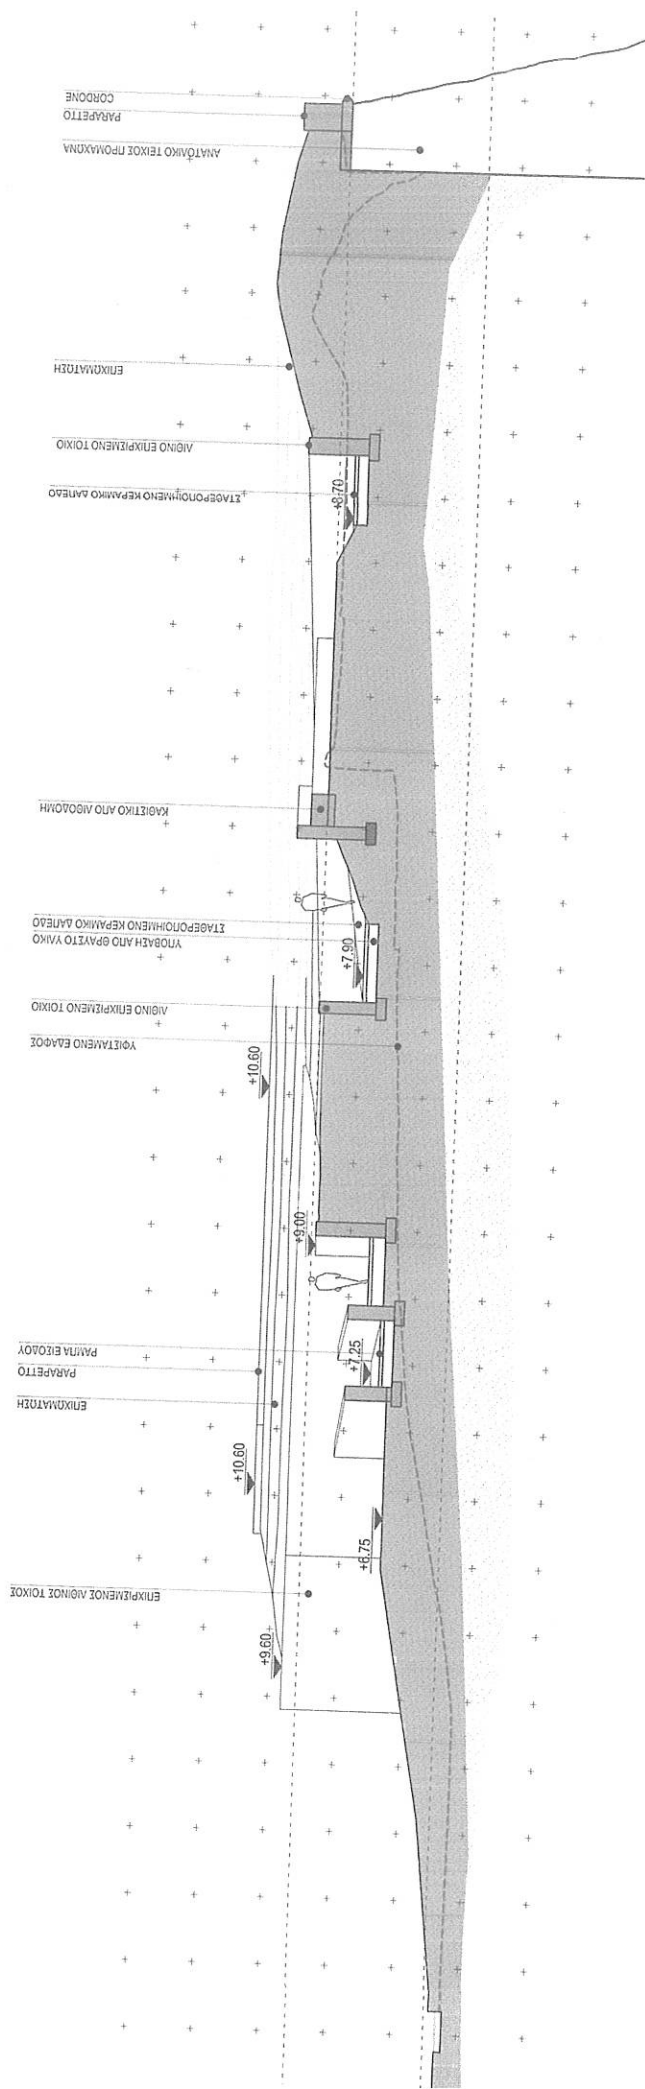 CORDONE
PARAPETTO
ΑΝΑΤΟΛΙΚΟ ΤΕΙΧΟΣ ΠΡΟΜΑΧΩΝΑ
ΕΠΙΧΩΜΑΤΩΣΗ
ΛΙΘΙΝΟ ΕΠΙΧΡΙΣΜΕΝΟ ΤΟΙΧΙΟ
ΣΤΑΘΕΡΟΠΟΙΗΜΕΝΟ ΚΕΡΑΜΙΚΟ ΔΑΠΕΔΟ
+8.70
ΚΑΘΙΣΤΙΚΟ ΑΠΟ ΛΙΘΟΔΟΜΗ
ΣΤΑΘΕΡΟΠΟΙΗΜΕΝΟ ΚΕΡΑΜΙΚΟ ΔΑΠΕΔΟ
ΥΠΟΒΑΣΗ ΑΠΟ ΘΡΑΥΣΤΟ ΥΛΙΚΟ
+7.90
ΛΙΘΙΝΟ ΕΠΙΧΡΙΣΜΕΝΟ ΤΟΙΧΙΟ
ΥΦΙΣΤΑΜΕΝΟ ΕΔΑΦΟΣ
+10.60
+9.00
ΡΑΜΠΑ ΕΙΣΟΔΟΥ
+7.25
PARAPETTO
ΕΠΙΧΩΜΑΤΩΣΗ
+10.60
+6.75
ΕΠΙΧΡΙΣΜΕΝΟΣ ΛΙΘΙΝΟΣ ΤΟΙΧΟΣ
+9.60